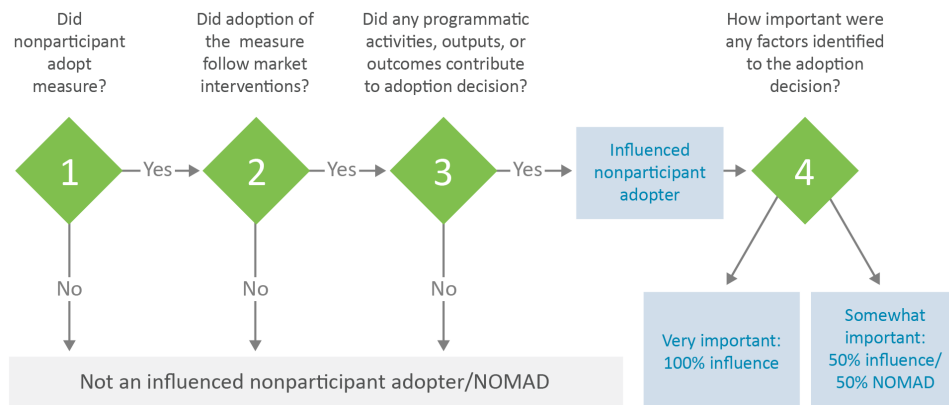 Did
nonparticipant
adopt
measure?
Did adoption of
the measure
follow market
interventions?
Did any programmatic
activities, outputs, or
outcomes contribute
to adoption decision?
How important were
any factors identified
to the adoption
decision?
1
Yes
2
Yes
3
Yes
Influenced
nonparticipant
adopter
4
No
No
No
Not an influenced nonparticipant adopter/NOMAD
Very important:
100% influence
Somewhat
important:
50% influence/
50% NOMAD